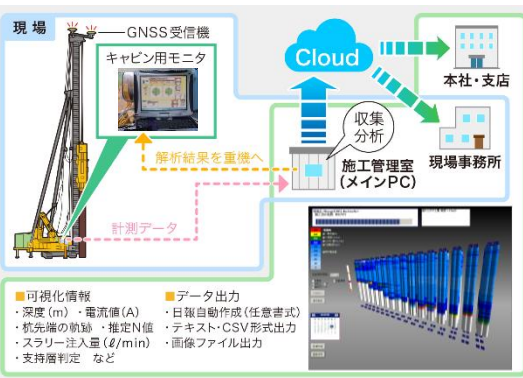 現場
GNSS受信機
キャビン用モニタ
Cloud
本社・支店
収集
分析
解析結果を重機へ
施工管理室
(メインPC)
現場事務所
計測データ
■可視化情報
・深度(m) ・電流値(A)
・杭先端の軌跡 ・推定N値
・スラリー注入量(ℓ/min)
・支持層判定 など
■データ出力
・日報自動作成(任意書式)
・テキスト・CSV形式出力
・画像ファイル出力